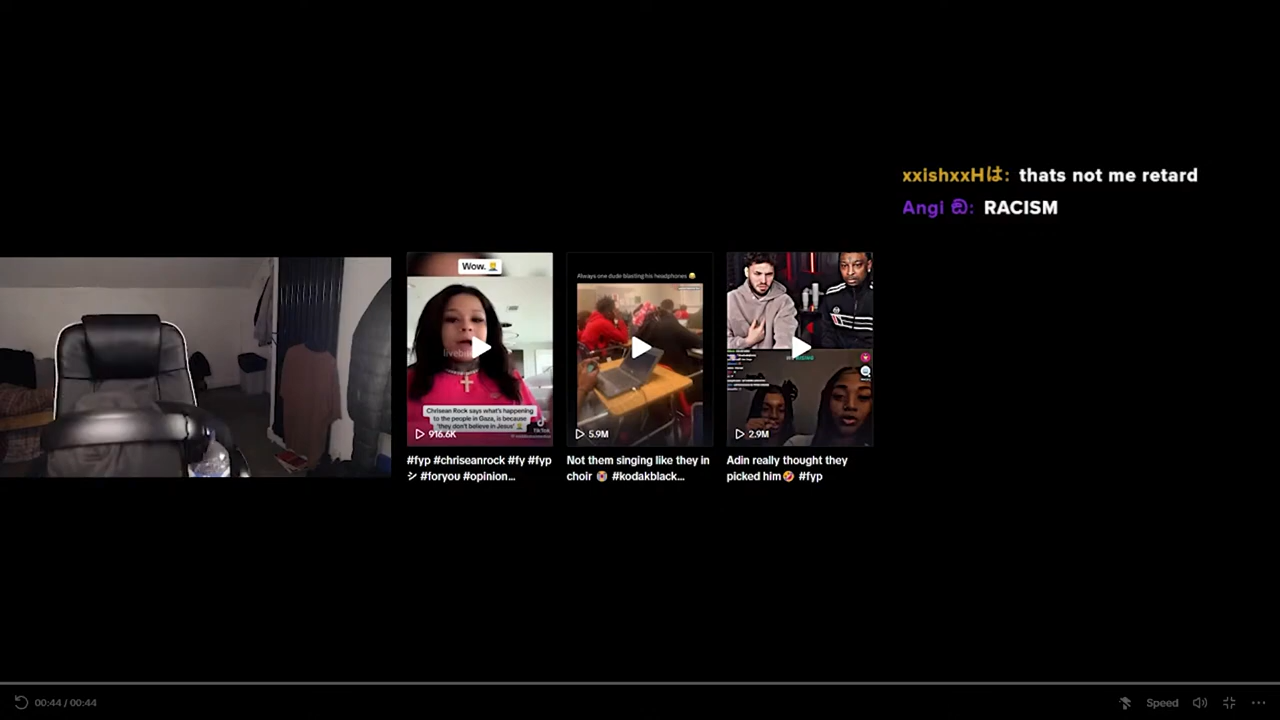 xxishxxHは: thats not me retard
Angi ඬි: RACISM
Wow.
Chrisean Rock says what's happening
to the people in Gaza, is because
'they don't believe in Jesus'
TikTok
916.6K
#fyp #chriseanrock #fy #fyp
シ #foryou #opinion...
Always one dude blasting his headphones 😂
5.9M
Not them singing like they in
choir #kodakblack...
2.9M
Adin really thought they
picked him🤣 #fyp
00:44 / 00:44
Speed